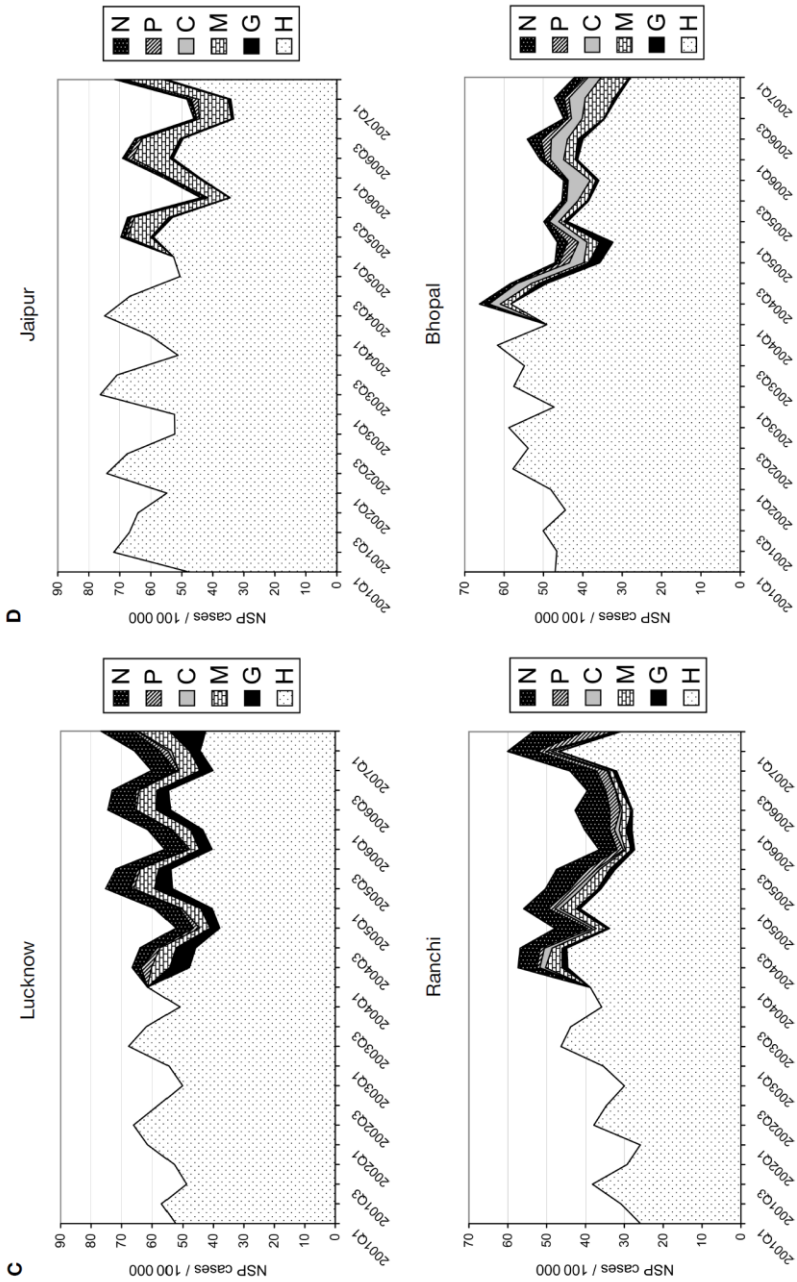 C
Lucknow
NSP cases / 100 000
90
80
70
60
50
40
30
20
10
0
2001Q1
2001Q3
2002Q1
2002Q3
2003Q1
2003Q3
2004Q1
2004Q3
2005Q1
2005Q3
2006Q1
2006Q3
2007Q1
N
P
C
M
G
H
Ranchi
NSP cases / 100 000
70
60
50
40
30
20
10
0
2001Q1
2001Q3
2002Q1
2002Q3
2003Q1
2003Q3
2004Q1
2004Q3
2005Q1
2005Q3
2006Q1
2006Q3
2007Q1
N
P
C
M
G
H
D
Jaipur
NSP cases / 100 000
90
80
70
60
50
40
30
20
10
0
2001Q1
2001Q3
2002Q1
2002Q3
2003Q1
2003Q3
2004Q1
2004Q3
2005Q1
2005Q3
2006Q1
2006Q3
2007Q1
N
P
C
M
G
H
Bhopal
NSP cases / 100 000
70
60
50
40
30
20
10
0
2001Q1
2001Q3
2002Q1
2002Q3
2003Q1
2003Q3
2004Q1
2004Q3
2005Q1
2005Q3
2006Q1
2006Q3
2007Q1
N
P
C
M
G
H